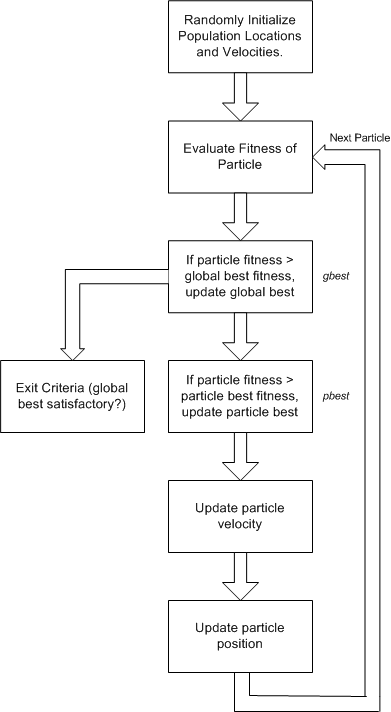 Randomly Initialize
Population Locations
and Velocities.
Next Particle
Evaluate Fitness of
Particle
If particle fitness >
global best fitness,
update global best
gbest
Exit Criteria (global
best satisfactory?)
If particle fitness >
particle best fitness,
update particle best
pbest
Update particle
velocity
Update particle
position